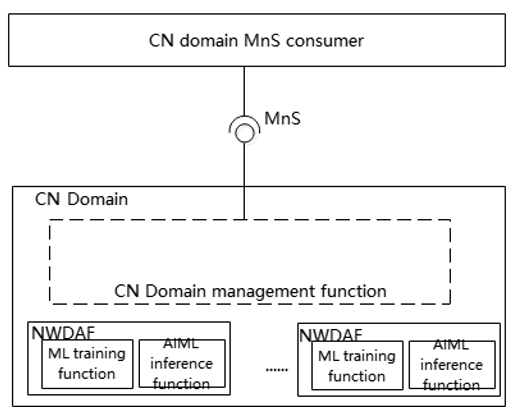 CN domain MnS consumer
MnS
CN Domain
CN Domain management function
NWDAF
ML training
function
AIML
inference
function
......
NWDAF
ML training
function
AIML
inference
function